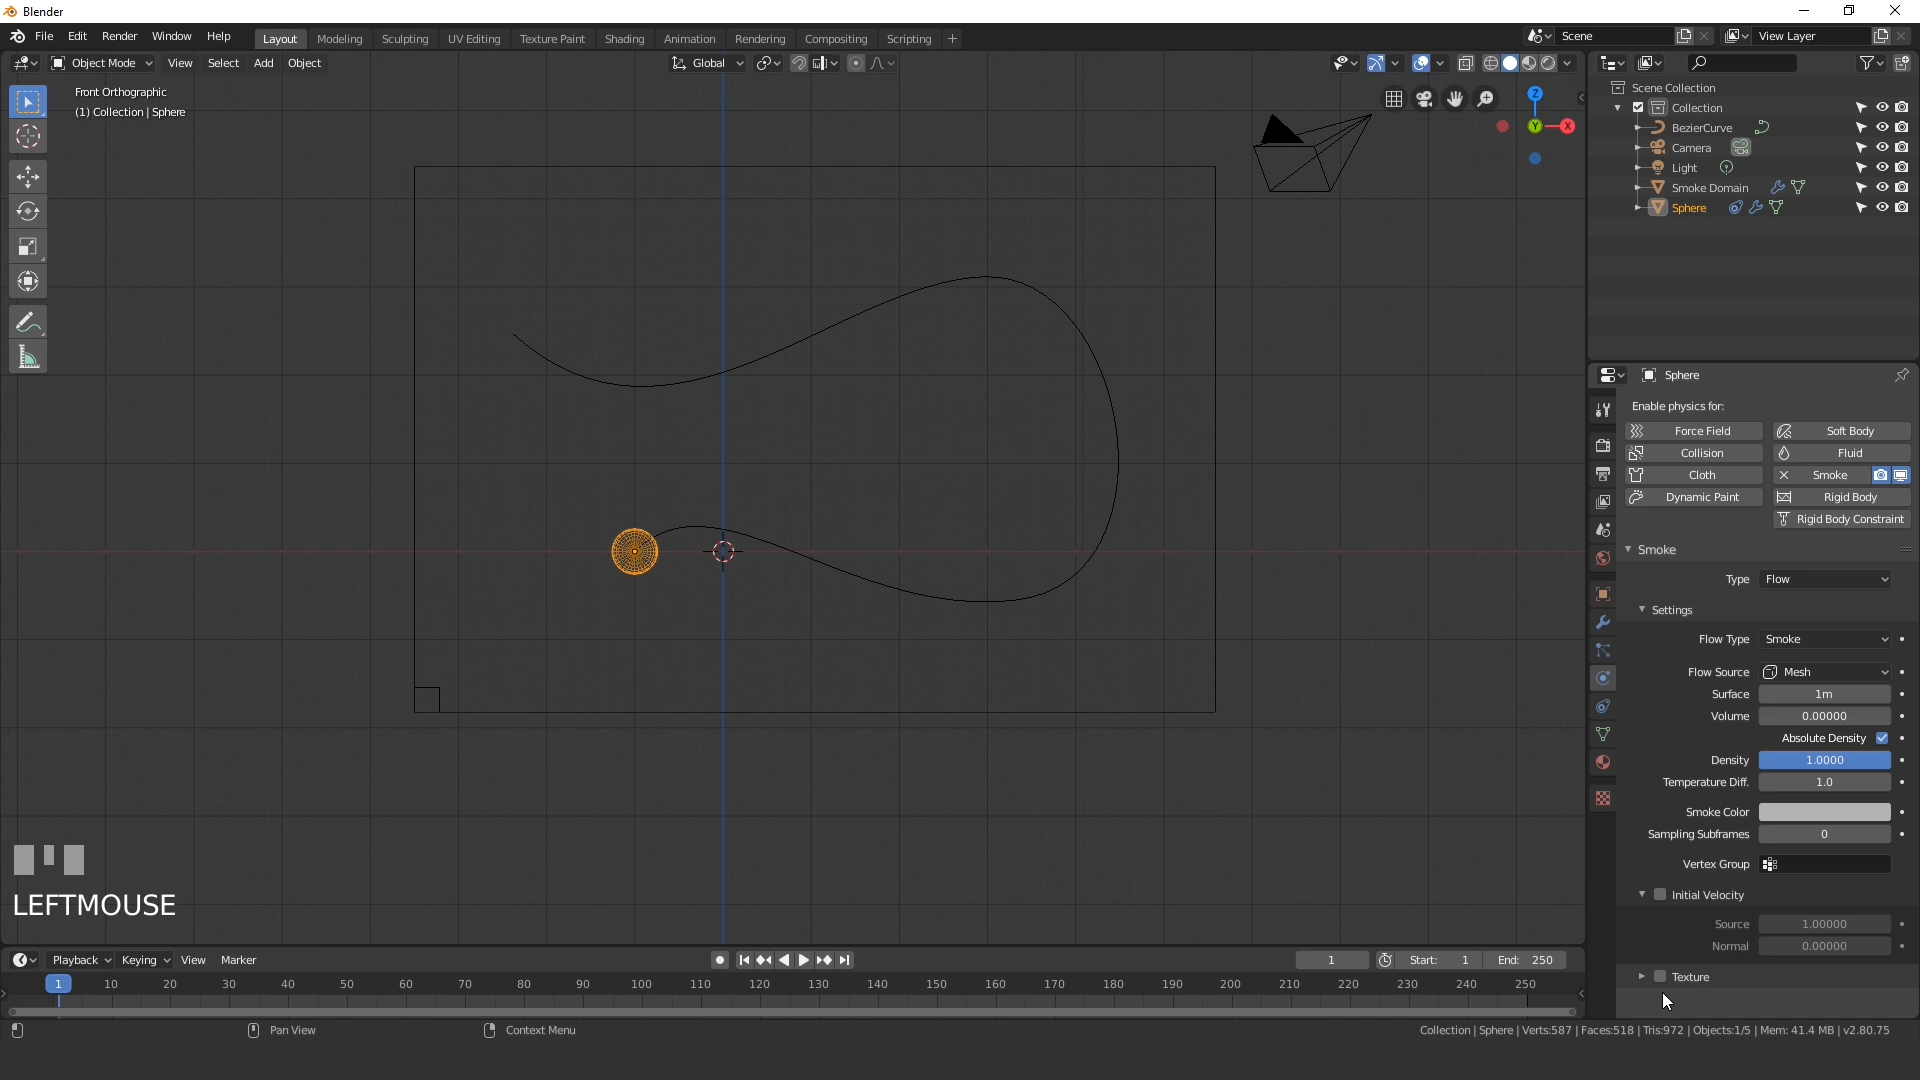 Blender
File Edit Render Window Help Layout Modeling Sculpting UV Editing Texture Paint Shading Animation Rendering Compositing Scripting + Scene View Layer
Object Mode View Select Add Object Global
Front Orthographic
(1) Collection | Sphere
Z
Y
X
Scene Collection
Collection
BezierCurve
Camera
Light
Smoke Domain
Sphere
Sphere
Enable physics for:
Force Field Soft Body
Collision Fluid
Cloth Smoke
Dynamic Paint Rigid Body
Rigid Body Constraint
Smoke
Type Flow
Settings
Flow Type Smoke
Flow Source Mesh
Surface 1m
Volume 0.00000
Absolute Density
Density 1.0000
Temperature Diff. 1.0
Smoke Color
Sampling Subframes 0
Vertex Group
Initial Velocity
Source 1.00000
Normal 0.00000
Texture
LEFTMOUSE
Playback Keying View Marker 1 Start: 1 End: 250
1 10 20 30 40 50 60 70 80 90 100 110 120 130 140 150 160 170 180 190 200 210 220 230 240 250
Pan View Context Menu Collection | Sphere | Verts:587 | Faces:518 | Tris:972 | Objects:1/5 | Mem: 41.4 MB | v2.80.75